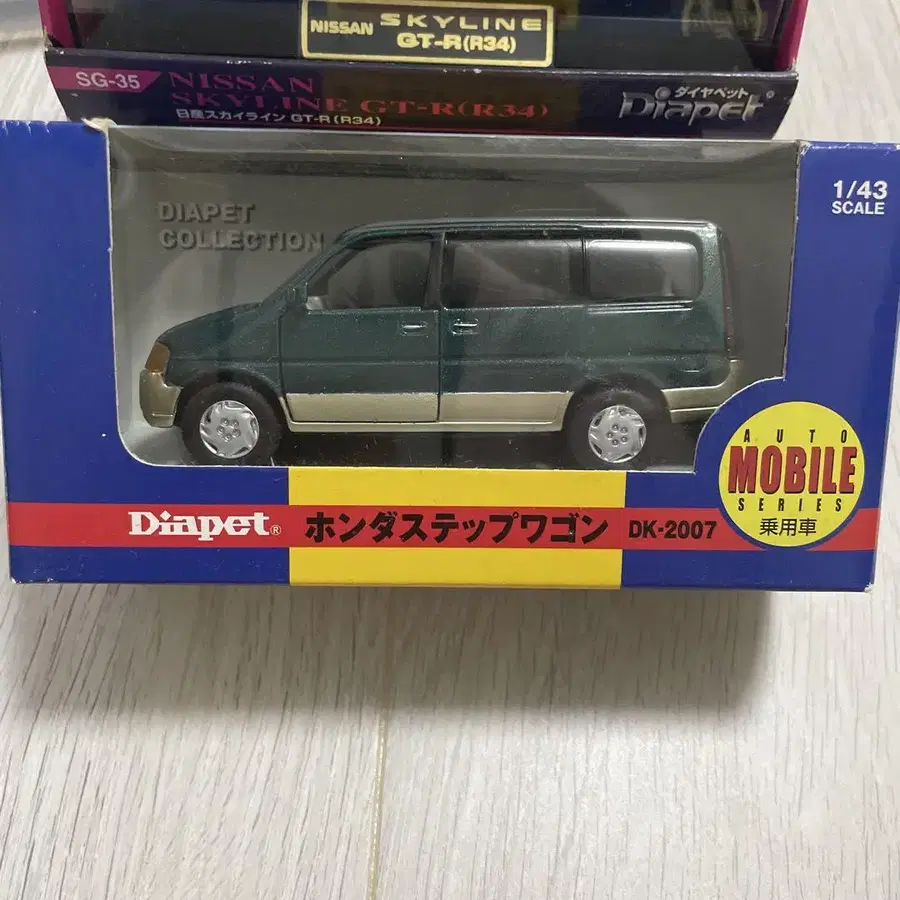 NISSAN SKYLINE
GT-R(R34)
SG-35 NISSAN
SKYLINE GT-R(R34)
日産スカイライン GT-R(R34)
ダイヤペット
Diapet®
1/43
SCALE
DIAPET
COLLECTION
AUTO
MOBILE
SERIES
乗用車
Diapet® ホンダステップワゴン DK-2007